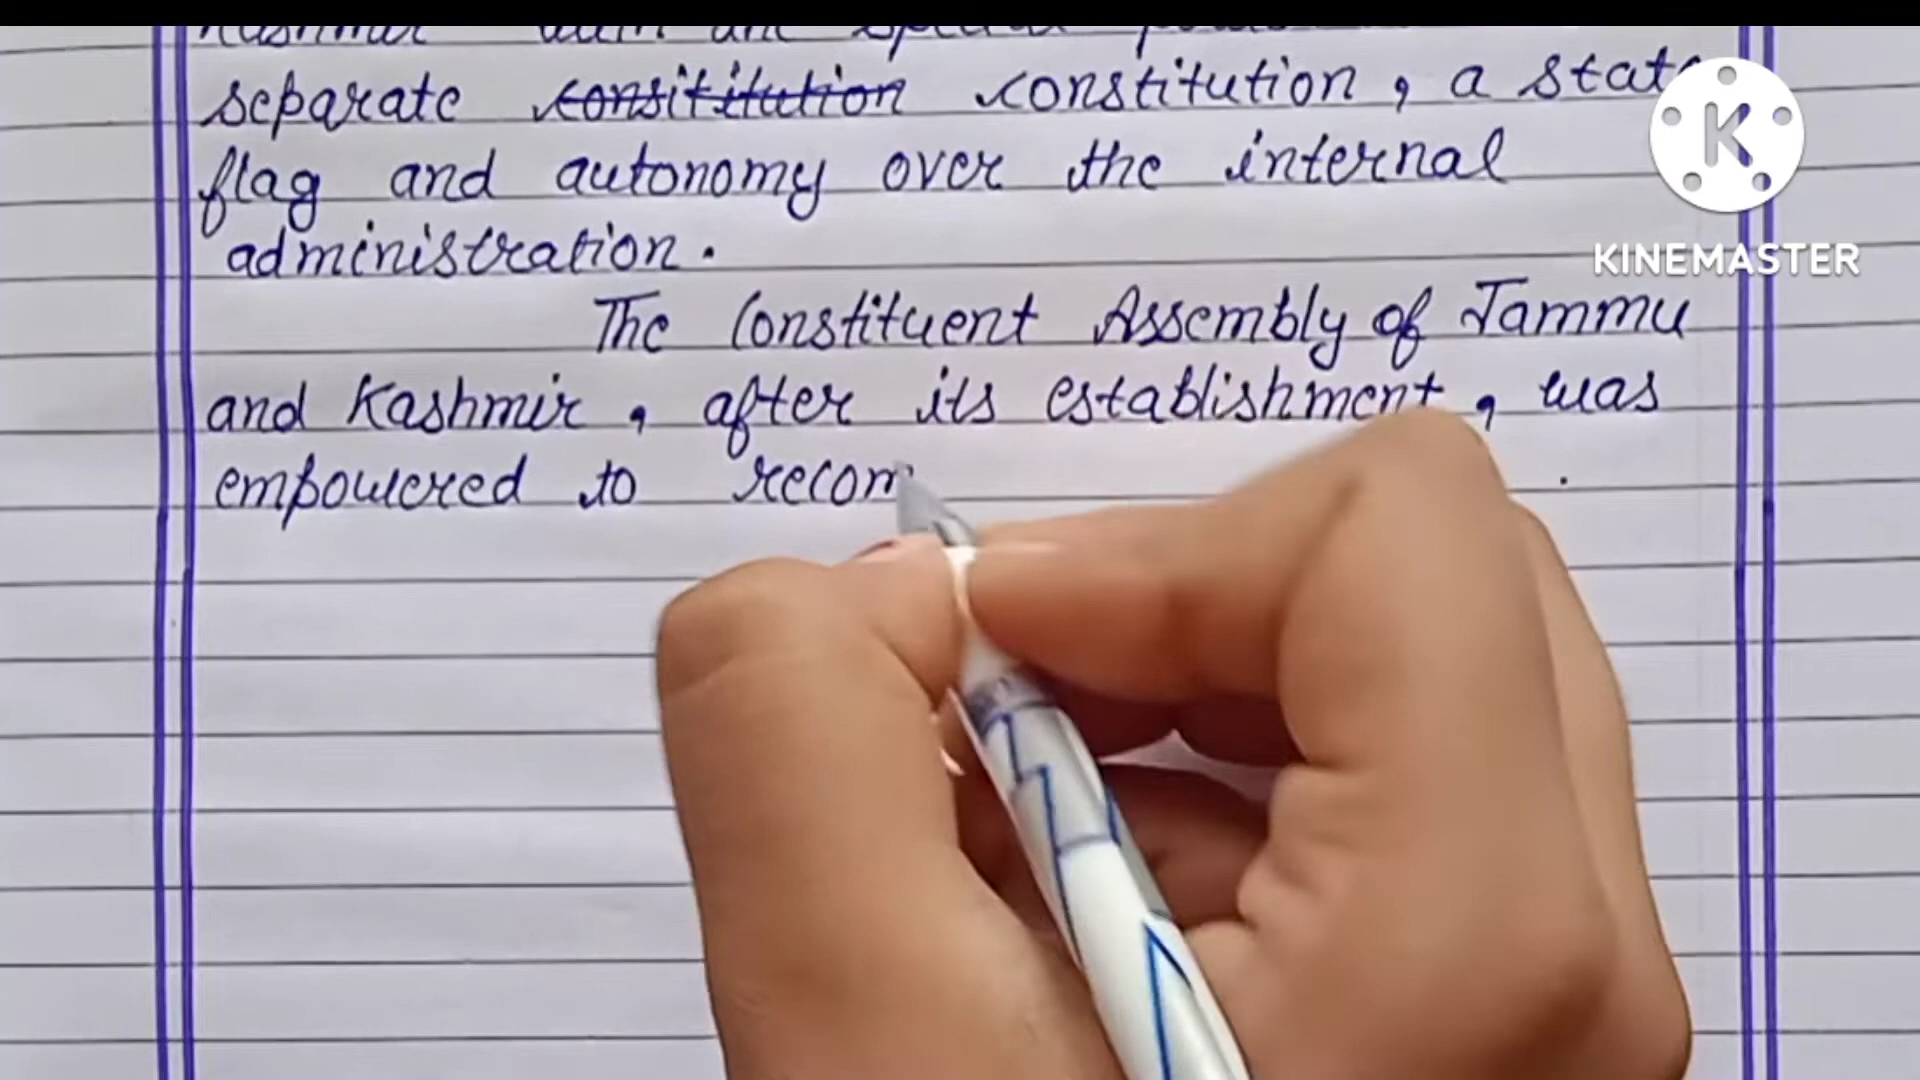 Kashmir
separate consititution constitution, a state
flag and autonomy over the internal
administration.
The Constituent Assembly of Jammu
and Kashmir, after its establishment, was
empowered to recom
K
KINEMASTER